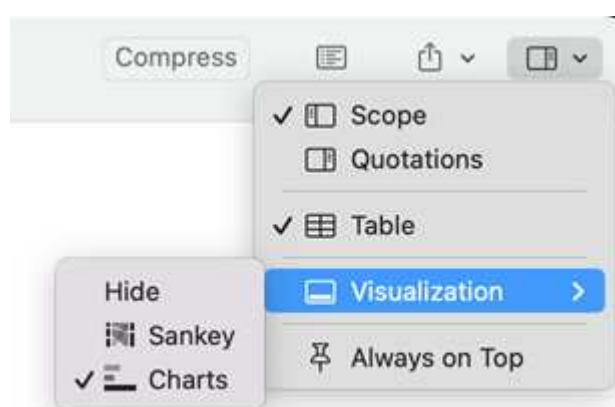 Compress
Scope
Quotations
Table
Visualization
Hide
Sankey
Charts
Always on Top